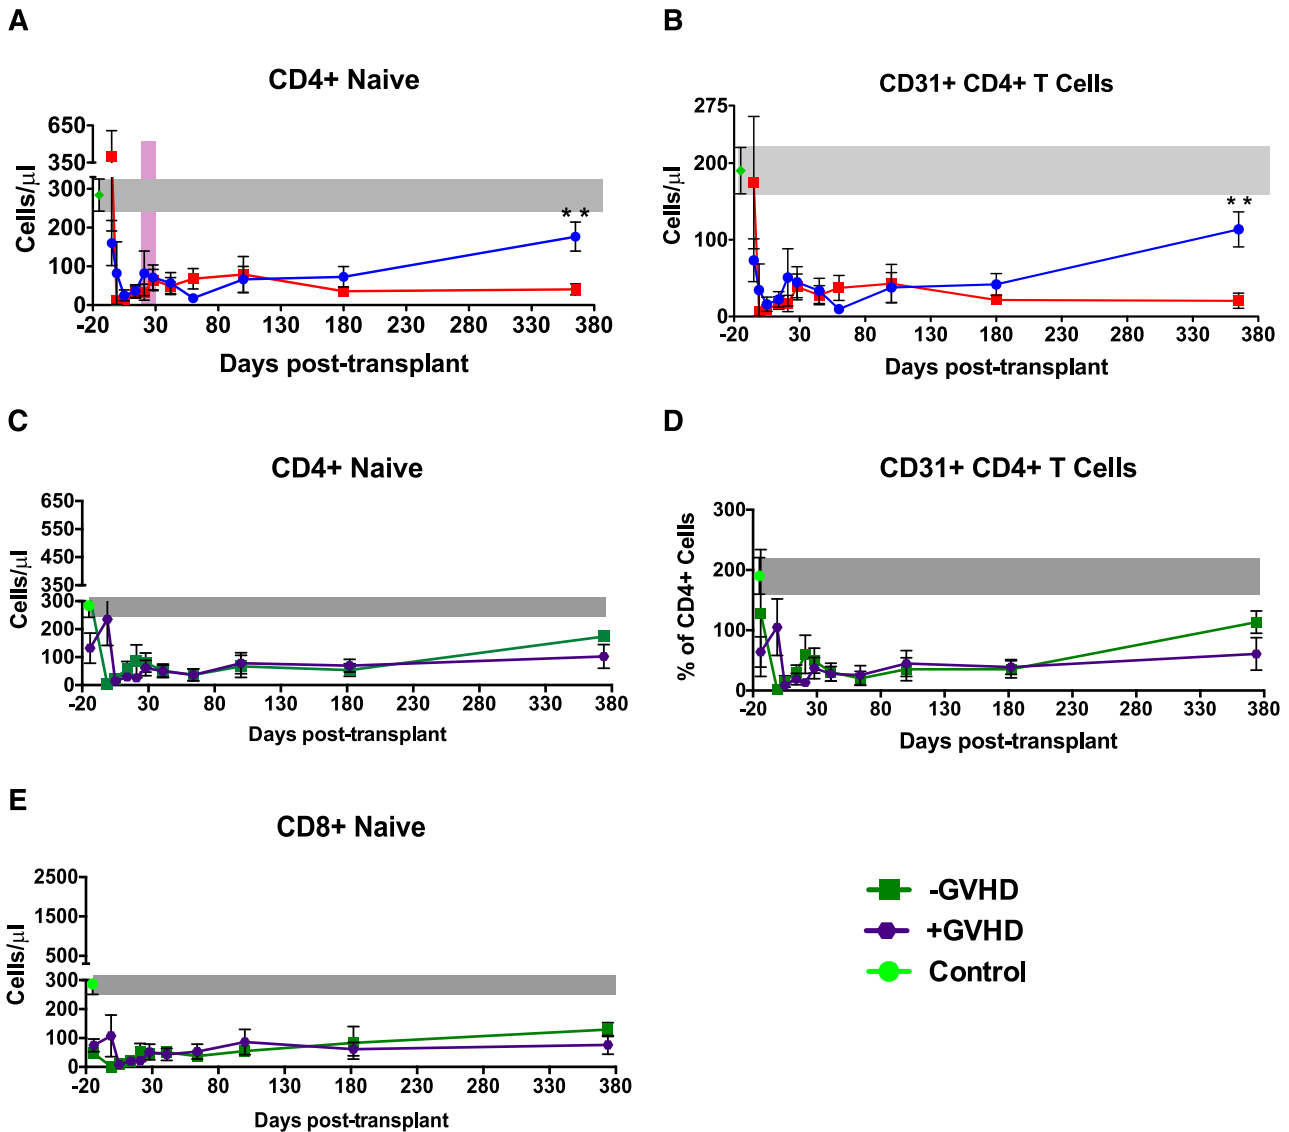 A
CD4+ Naive
Cells/μl
650
350
300
200
100
0
-20 30 80 130 180 230 280 330 380
* *
Days post-transplant
B
CD31+ CD4+ T Cells
Cells/μl
275
200
100
0
-20 30 80 130 180 230 280 330 380
* *
Days post-transplant
C
CD4+ Naive
Cells/μl
650
550
450
350
300
200
100
0
-20 30 80 130 180 230 280 330 380
Days post-transplant
D
CD31+ CD4+ T Cells
% of CD4+ Cells
300
200
100
0
-20 30 80 130 180 230 280 330 380
Days post-transplant
E
CD8+ Naive
Cells/μl
2500
1500
500
300
200
100
0
-20 30 80 130 180 230 280 330 380
Days post-transplant
-GVHD
+GVHD
Control